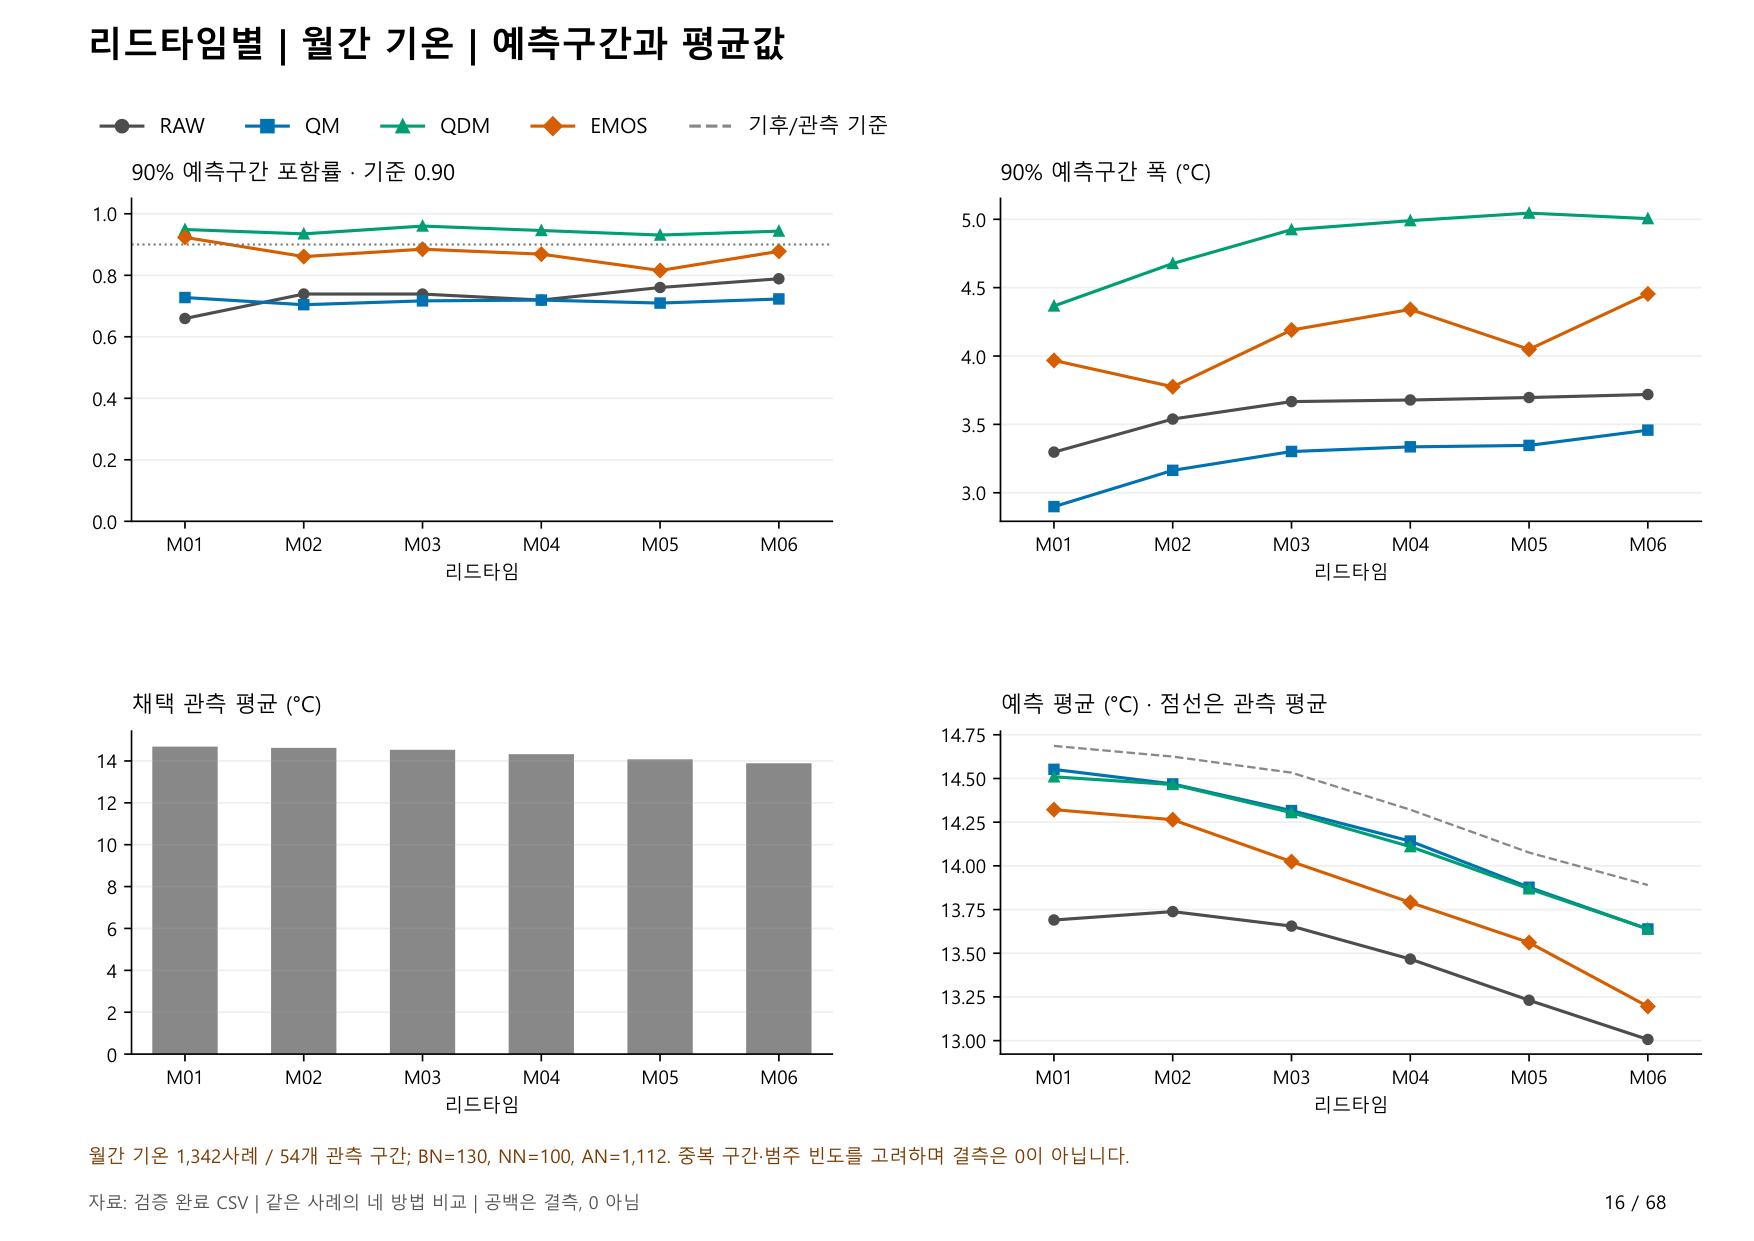 리드타임별 | 월간 기온 | 예측구간과 평균값
RAW QM QDM EMOS 기후/관측 기준
90% 예측구간 포함률 · 기준 0.90
1.0
0.8
0.6
0.4
0.2
0.0
M01 M02 M03 M04 M05 M06
리드타임
90% 예측구간 폭 (°C)
5.0
4.5
4.0
3.5
3.0
M01 M02 M03 M04 M05 M06
리드타임
채택 관측 평균 (°C)
14
12
10
8
6
4
2
0
M01 M02 M03 M04 M05 M06
리드타임
예측 평균 (°C) · 점선은 관측 평균
14.75
14.50
14.25
14.00
13.75
13.50
13.25
13.00
M01 M02 M03 M04 M05 M06
리드타임
월간 기온 1,342사례 / 54개 관측 구간; BN=130, NN=100, AN=1,112. 중복 구간·범주 빈도를 고려하며 결측은 0이 아닙니다.
자료: 검증 완료 CSV | 같은 사례의 네 방법 비교 | 공백은 결측, 0 아님
16 / 68